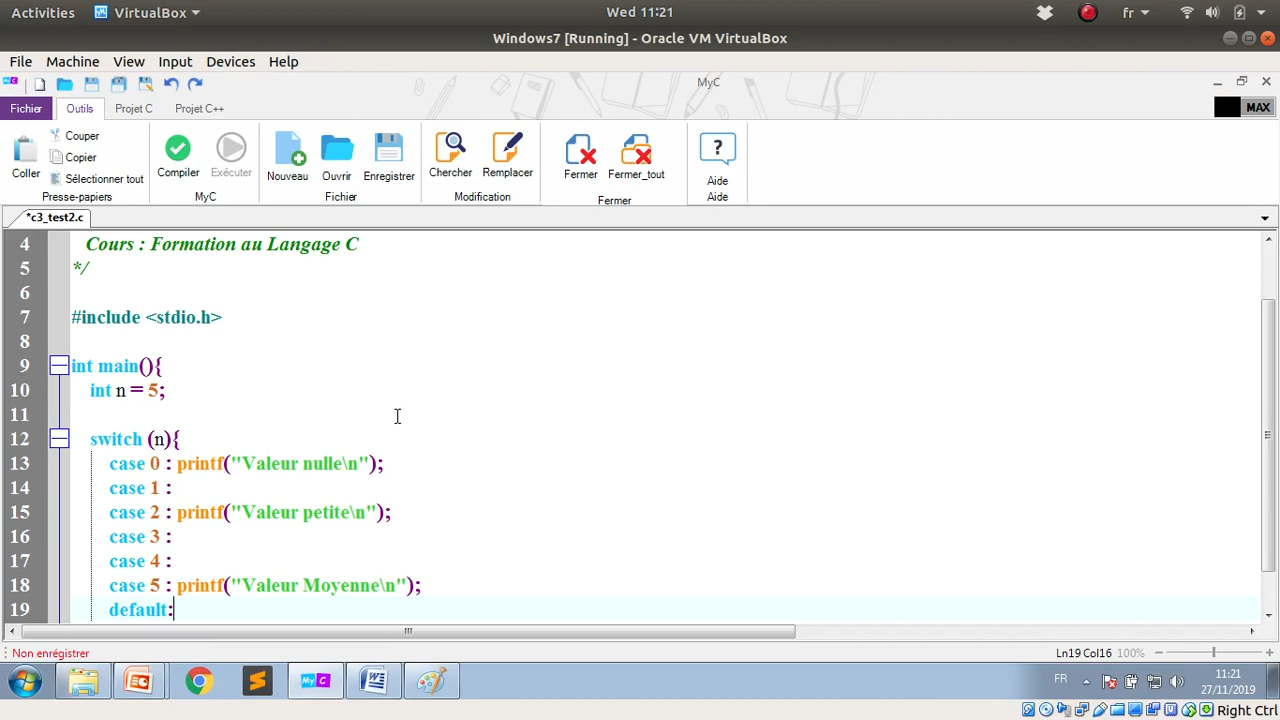 Activities VirtualBox Wed 11:21 fr
Windows7 [Running] - Oracle VM VirtualBox
File Machine View Input Devices Help
MyC
Fichier Outils Projet C Projet C++ MAX
Coller Couper Copier Sélectionner tout Compiler Exécuter Nouveau Ouvrir Enregistrer Chercher Remplacer Fermer Fermer_tout Aide
Presse-papiers MyC Fichier Modification Fermer Aide
*c3_test2.c
4 Cours : Formation au Langage C
5 */
6
7 #include <stdio.h>
8
9 int main(){
10 int n = 5;
11
12 switch (n){
13 case 0 : printf("Valeur nulle\n");
14 case 1 :
15 case 2 : printf("Valeur petite\n");
16 case 3 :
17 case 4 :
18 case 5 : printf("Valeur Moyenne\n");
19 default:
Non enregistrer Ln19 Col16 100%
MyC FR 11:21
27/11/2019
Right Ctrl